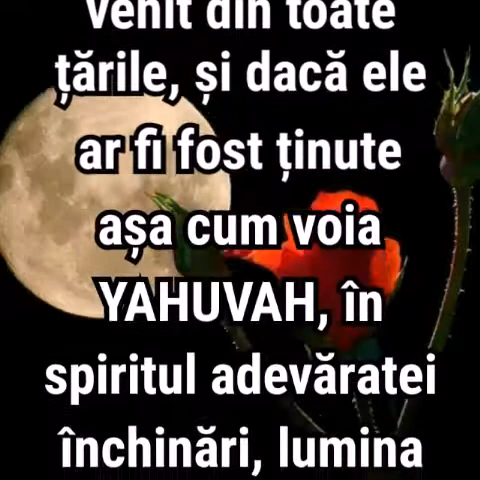 venit din toate
țările, și dacă ele
ar fi fost ținute
așa cum voia
YAHUVAH, în
spiritul adevăratei
închinări, lumina